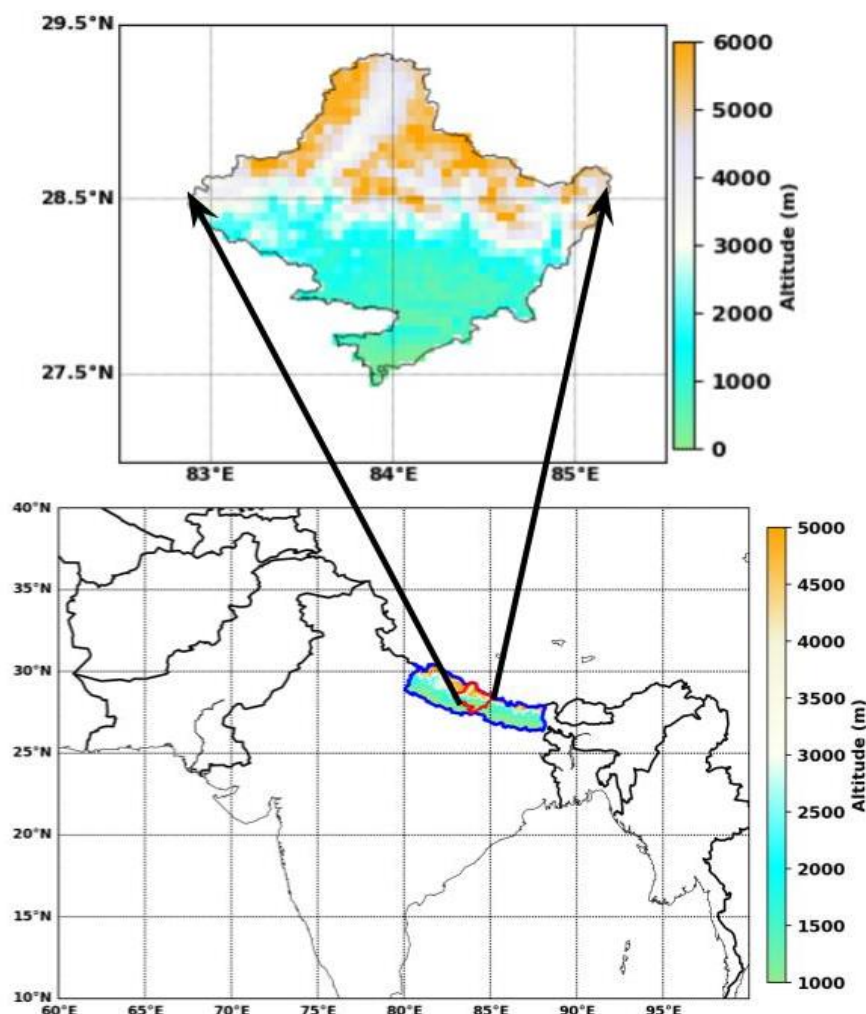 29.5°N
28.5°N
27.5°N
83°E
84°E
85°E
6000
5000
4000
3000
2000
1000
0
Altitude (m)
40°N
35°N
30°N
25°N
20°N
15°N
10°N
60°E
65°E
70°E
75°E
80°E
85°E
90°E
95°E
5000
4500
4000
3500
3000
2500
2000
1500
1000
Altitude (m)